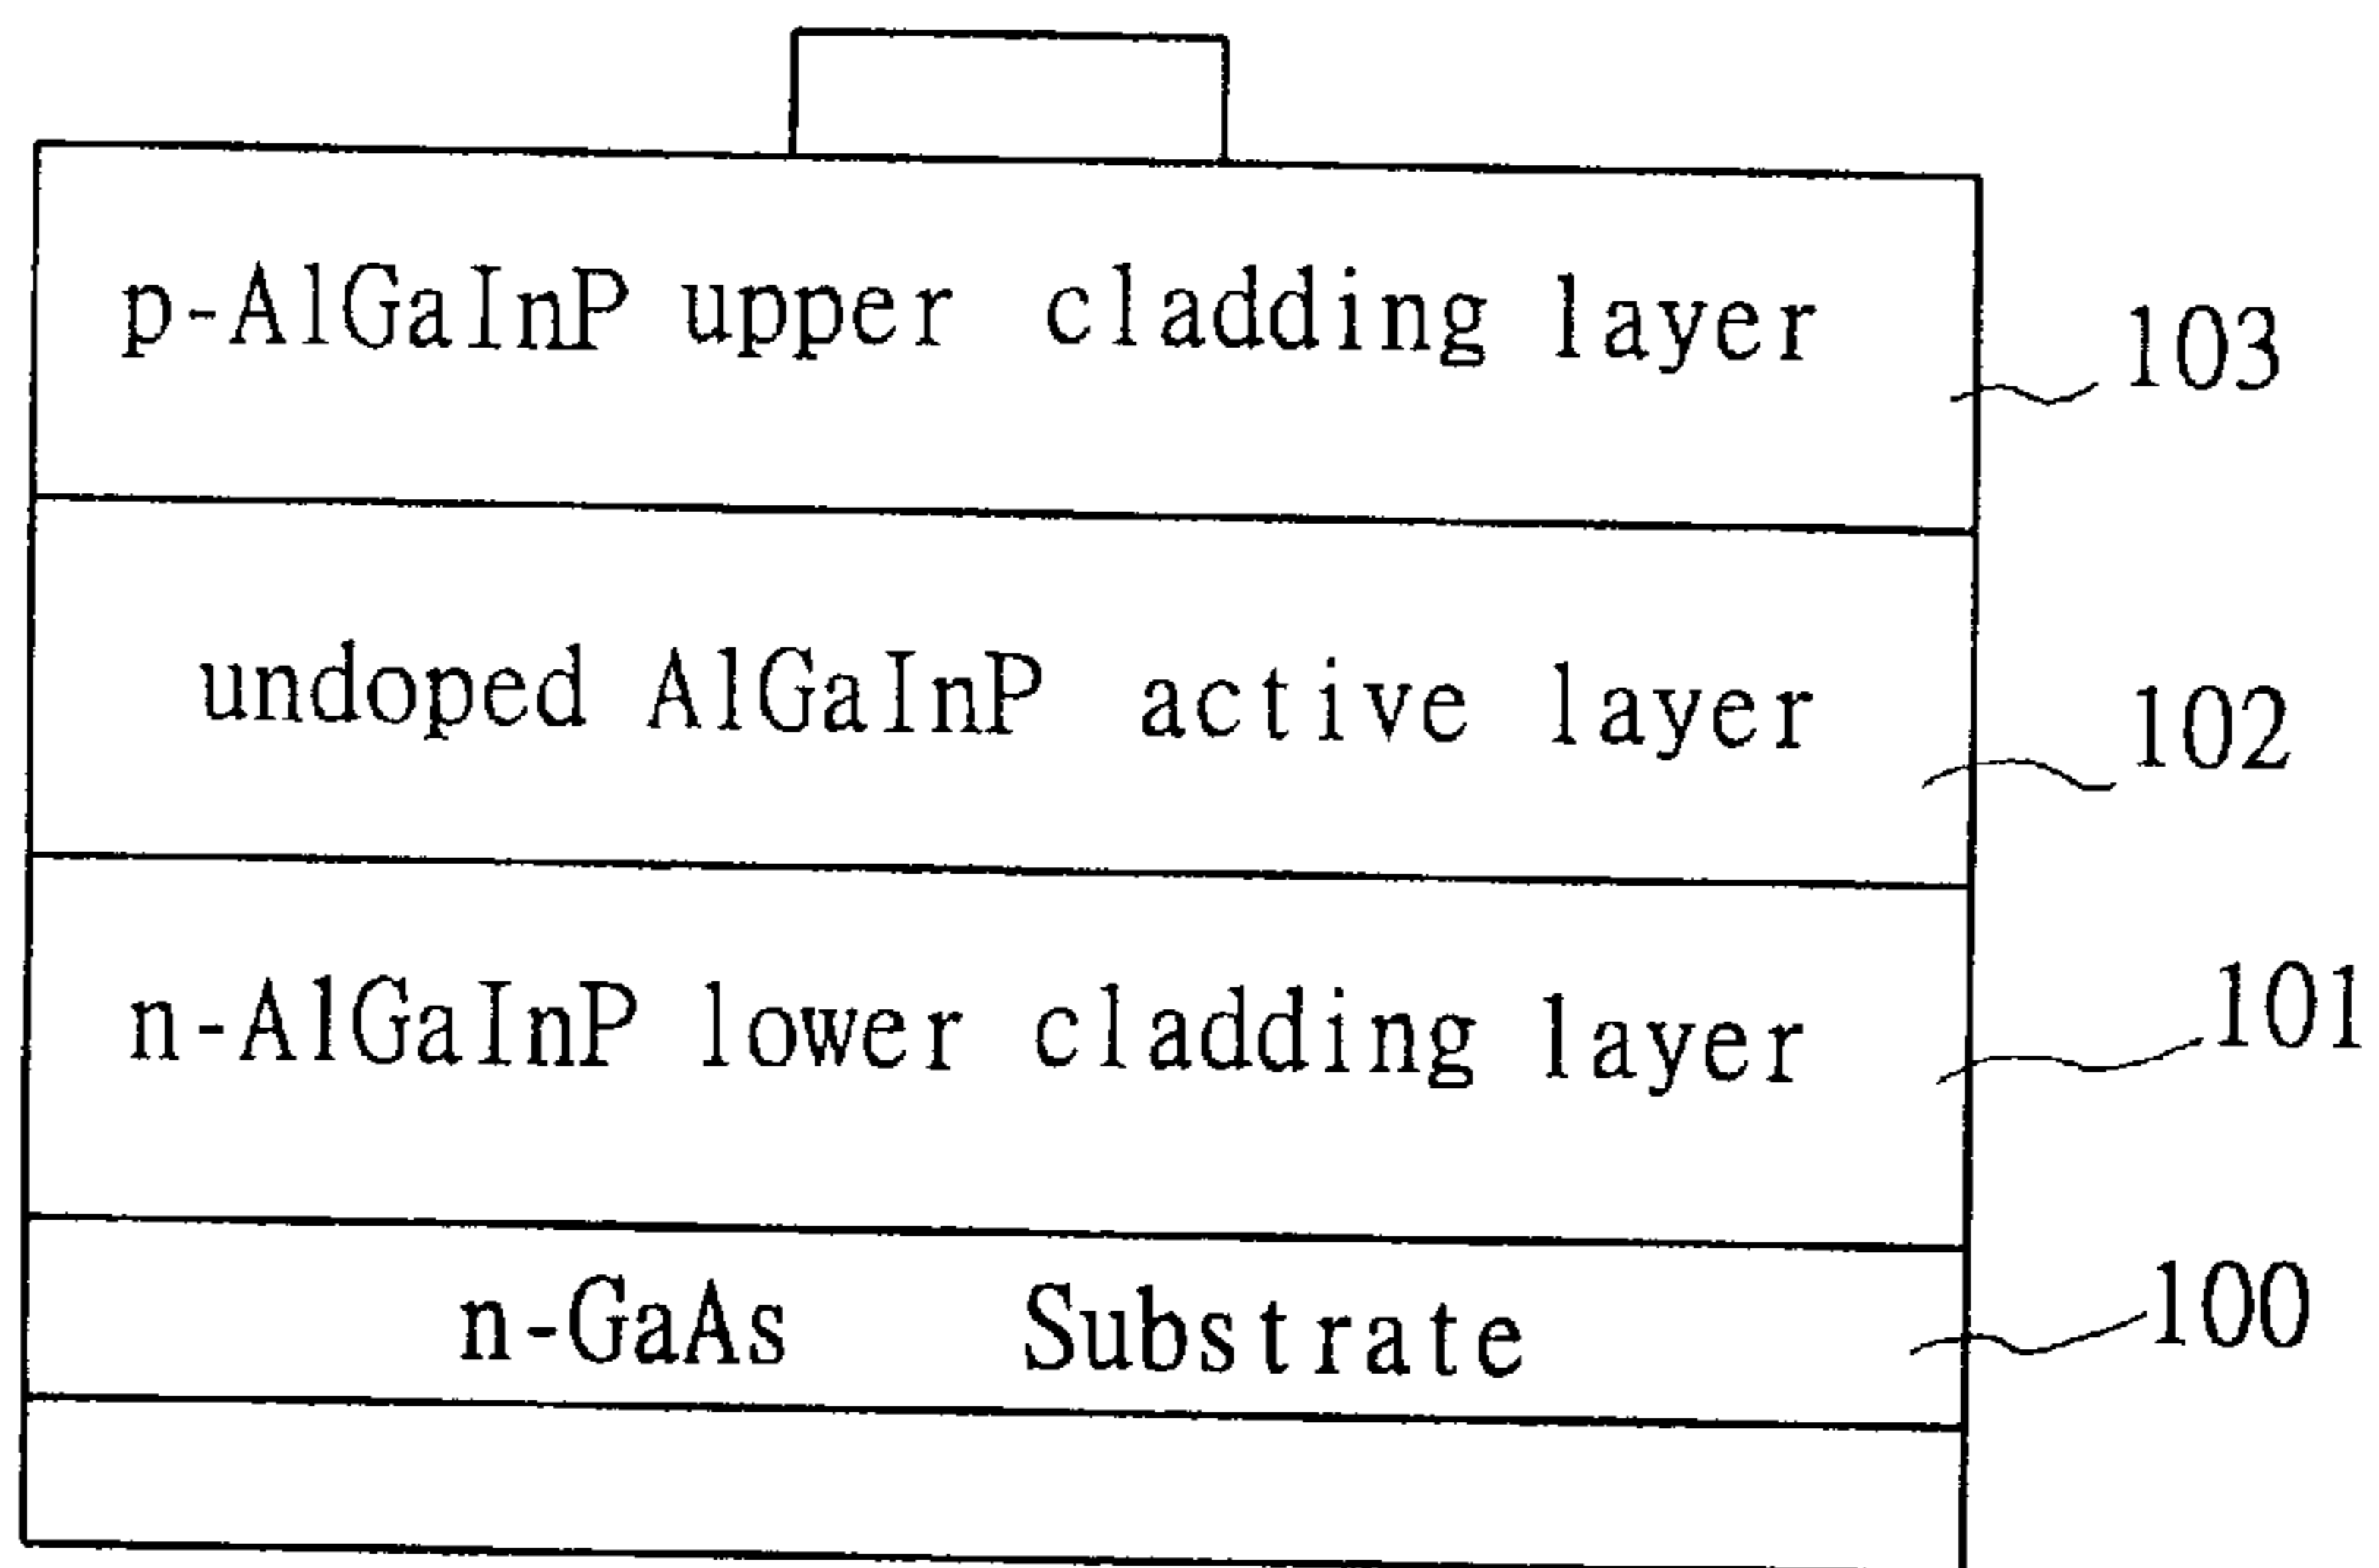 p-AlGaInP upper cladding layer
103
undoped AlGaInP active layer
102
n-AlGaInP lower cladding layer
101
n-GaAs Substrate
100